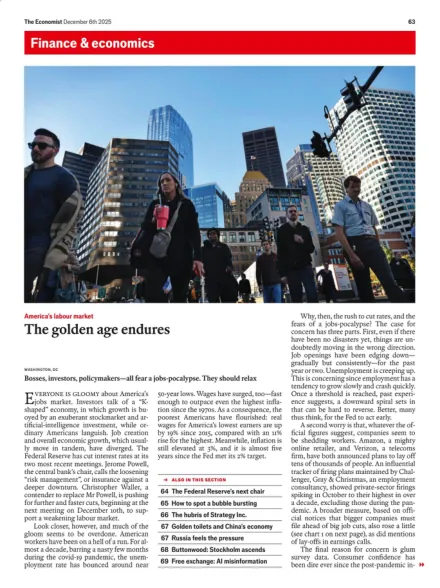 The Economist December 6th 2025
63
Finance & economics
America's labour market
The golden age endures
WASHINGTON, DC
Bosses, investors, policymakers—all fear a jobs-pocalypse. They should relax
EVERYONE IS GLOOMY about America's
jobs market. Investors talk of a "K-
shaped" economy, in which growth is bu-
oyed by an exuberant stockmarket and ar-
tificial-intelligence investment, while or-
dinary Americans languish. Job creation
and overall economic growth, which usual-
ly move in tandem, have diverged. The
Federal Reserve has cut interest rates at its
two most recent meetings. Jerome Powell,
the central bank's chair, calls the loosening
"risk management", or insurance against a
deeper downturn. Christopher Waller, a
contender to replace Mr Powell, is pushing
for further and faster cuts, beginning at the
next meeting on December 10th, to sup-
port a weakening labour market.
Look closer, however, and much of the
gloom seems to be overdone. American
workers have been on a hell of a run. For al-
most a decade, barring a nasty few months
during the covid-19 pandemic, the unem-
ployment rate has bounced around near
50-year lows. Wages have surged, too—fast
enough to outpace even the highest infla-
tion since the 1970s. As a consequence, the
poorest Americans have flourished: real
wages for America's lowest earners are up
by 19% since 2015, compared with an 11%
rise for the highest. Meanwhile, inflation is
still elevated at 3%, and it is almost five
years since the Fed met its 2% target.
➔ ALSO IN THIS SECTION
64 The Federal Reserve's next chair
65 How to spot a bubble bursting
66 The hubris of Strategy Inc.
67 Golden toilets and China's economy
67 Russia feels the pressure
68 Buttonwood: Stockholm ascends
69 Free exchange: AI misinformation
Why, then, the rush to cut rates, and the
fears of a jobs-pocalypse? The case for
concern has three parts. First, even if there
have been no disasters yet, things are un-
doubtedly moving in the wrong direction.
Job openings have been edging down—
gradually but consistently—for the past
year or two. Unemployment is creeping up.
This is concerning since employment has a
tendency to grow slowly and crash quickly.
Once a threshold is reached, past experi-
ence suggests, a downward spiral sets in
that can be hard to reverse. Better, many
thus think, for the Fed to act early.
A second worry is that, whatever the of-
ficial figures suggest, companies seem to
be shedding workers. Amazon, a mighty
online retailer, and Verizon, a telecoms
firm, have both announced plans to lay off
tens of thousands of people. An influential
tracker of firing plans maintained by Chal-
lenger, Gray & Christmas, an employment
consultancy, showed private-sector firings
spiking in October to their highest in over
a decade, excluding those during the pan-
demic. A broader measure, based on offi-
cial notices that bigger companies must
file ahead of big job cuts, also rose a little
(see chart 1 on next page), as did mentions
of lay-offs in earnings calls.
The final reason for concern is glum
survey data. Consumer confidence has
been dire ever since the post-pandemic in-